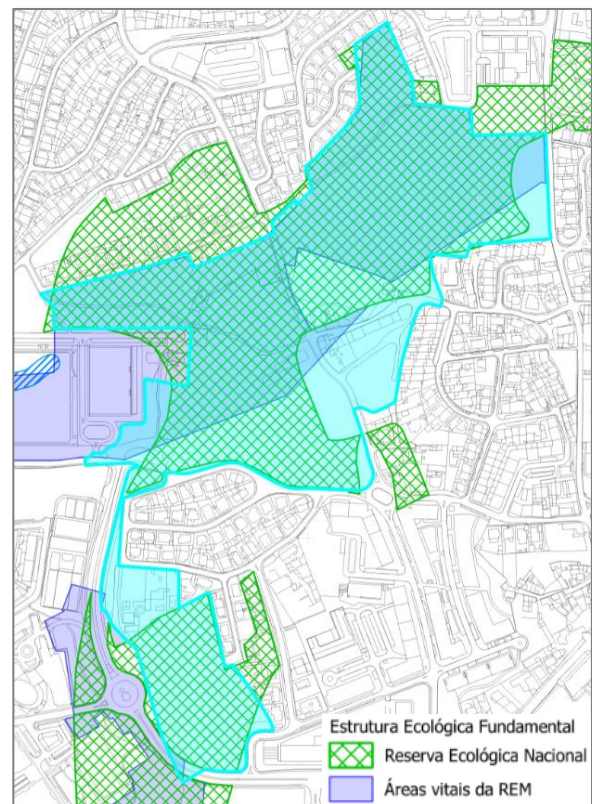 Estrutura Ecológica Fundamental
Reserva Ecológica Nacional
Áreas vitais da REM